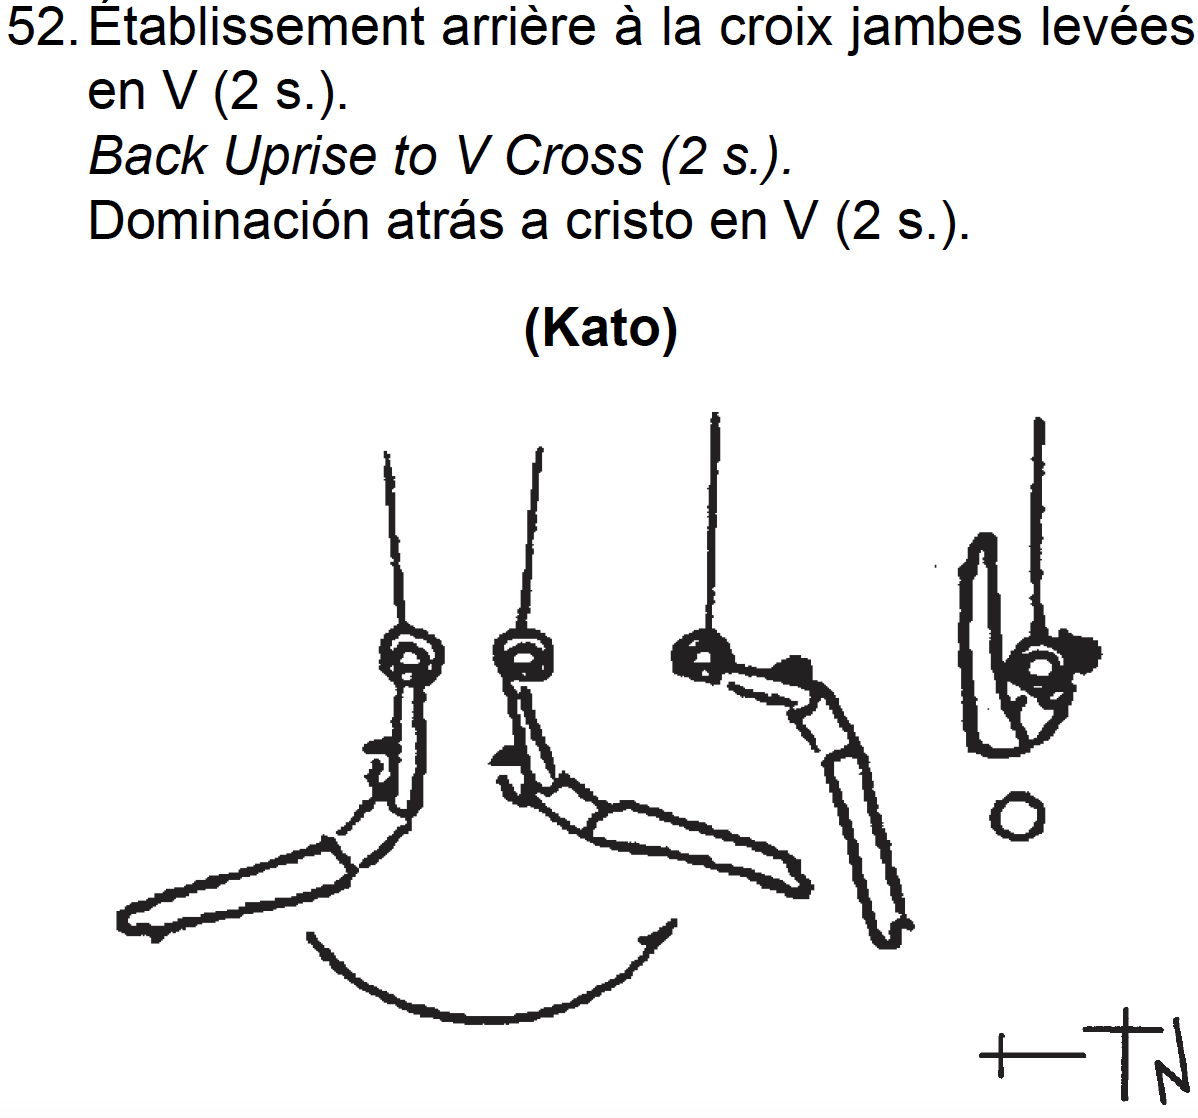 52. Établissement arrière à la croix jambes levées
en V (2 s.).
Back Uprise to V Cross (2 s.).
Dominación atrás a cristo en V (2 s.).
(Kato)